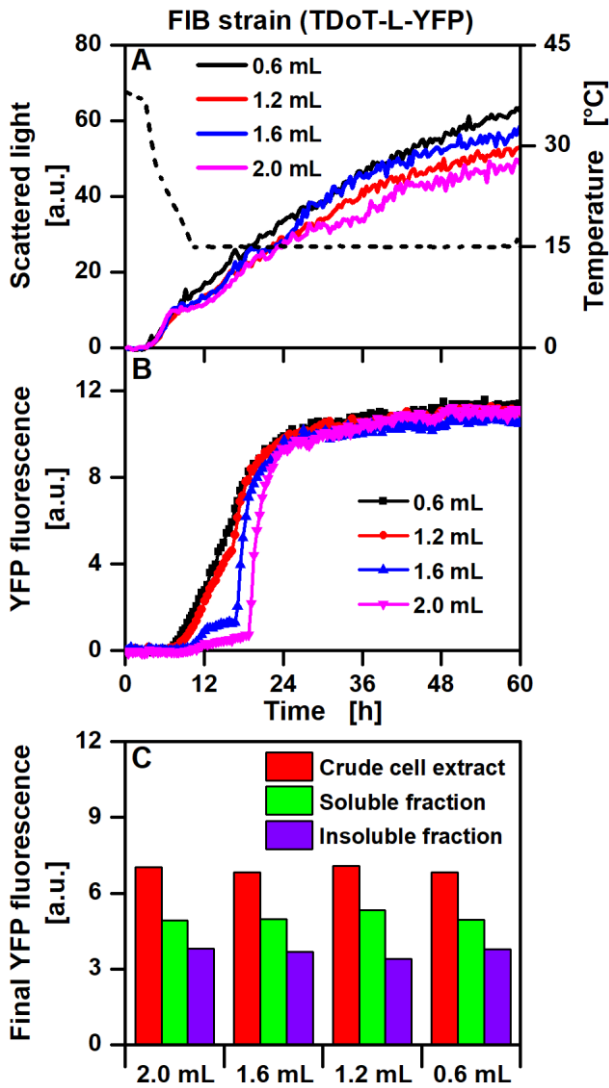 FIB strain (TDoT-L-YFP)
A
0.6 mL
1.2 mL
1.6 mL
2.0 mL
Scattered light
[a.u.]
80
60
40
20
0
Temperature [°C]
45
30
15
0
B
YFP fluorescence
[a.u.]
12
8
4
0
0.6 mL
1.2 mL
1.6 mL
2.0 mL
0 12 24 36 48 60
Time [h]
C
Crude cell extract
Soluble fraction
Insoluble fraction
Final YFP fluorescence
[a.u.]
12
9
6
3
0
2.0 mL 1.6 mL 1.2 mL 0.6 mL